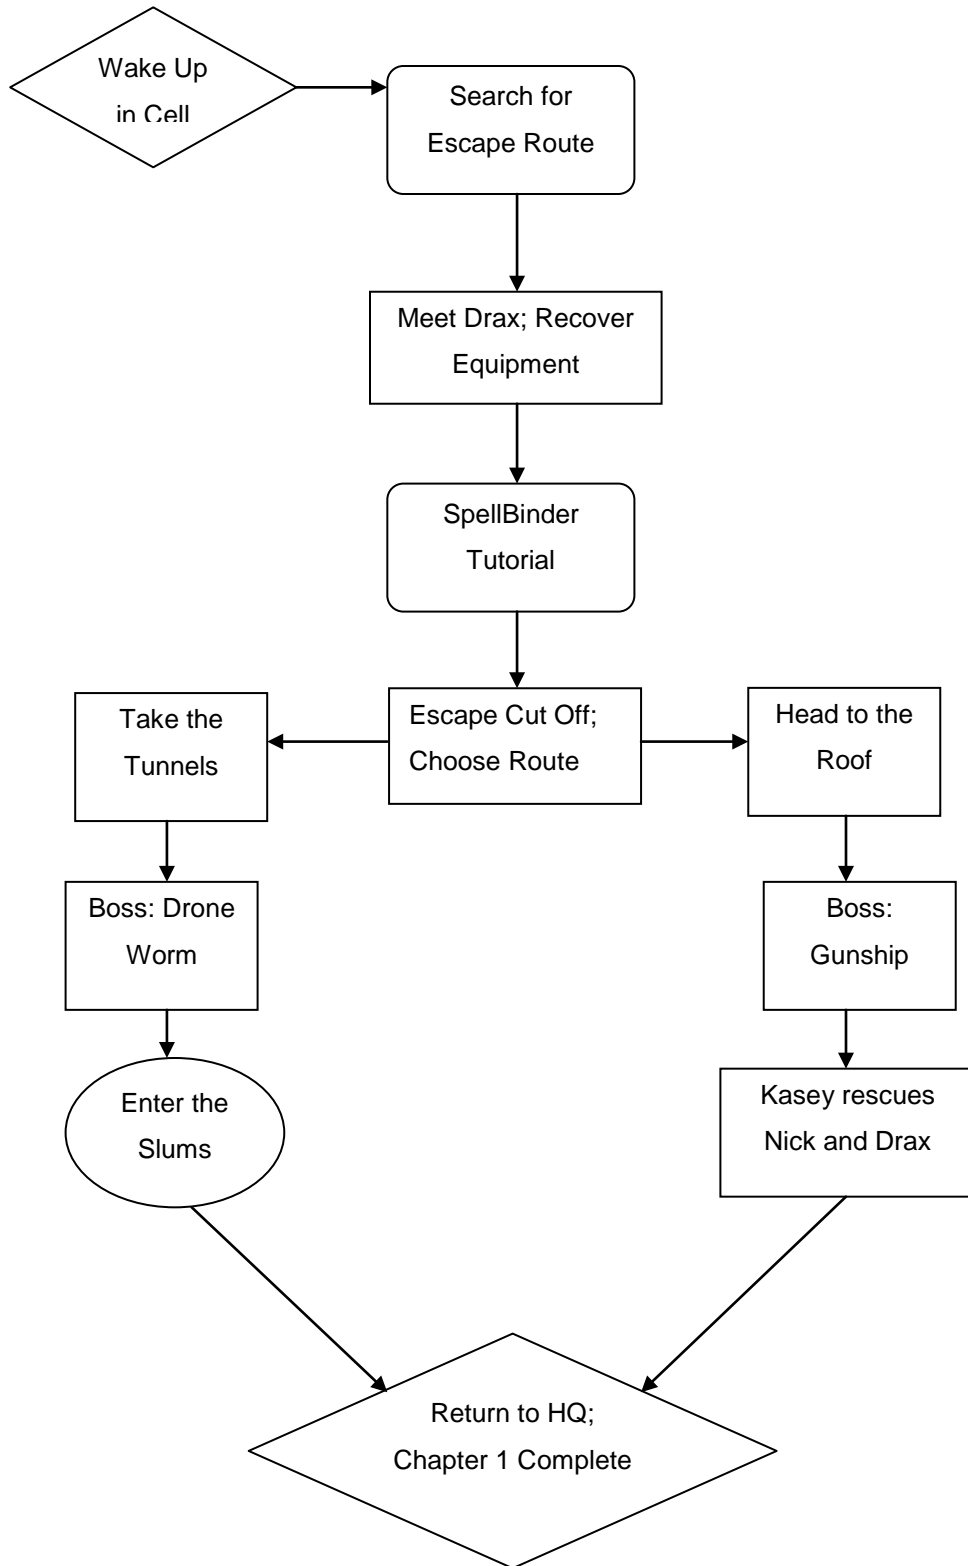 Wake Up
in Cell
Search for
Escape Route
Meet Drax; Recover
Equipment
SpellBinder
Tutorial
Escape Cut Off;
Choose Route
Take the
Tunnels
Head to the
Roof
Boss: Drone
Worm
Boss:
Gunship
Enter the
Slums
Kasey rescues
Nick and Drax
Return to HQ;
Chapter 1 Complete